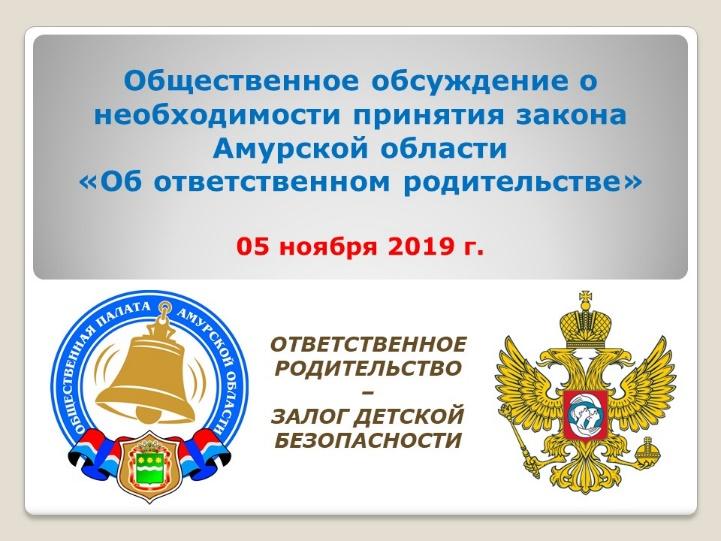 Общественное обсуждение о
необходимости принятия закона
Амурской области
«Об ответственном родительстве»
05 ноября 2019 г.
ОБЩЕСТВЕННАЯ ПАЛАТА АМУРСКОЙ ОБЛАСТИ
ОТВЕТСТВЕННОЕ
РОДИТЕЛЬСТВО
–
ЗАЛОГ ДЕТСКОЙ
БЕЗОПАСНОСТИ